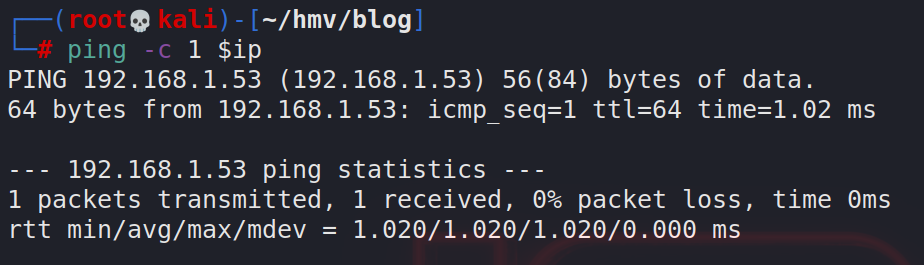 ┌──(root💀kali)-[~/hmv/blog]
└─# ping -c 1 $ip
PING 192.168.1.53 (192.168.1.53) 56(84) bytes of data.
64 bytes from 192.168.1.53: icmp_seq=1 ttl=64 time=1.02 ms
--- 192.168.1.53 ping statistics ---
1 packets transmitted, 1 received, 0% packet loss, time 0ms
rtt min/avg/max/mdev = 1.020/1.020/1.020/0.000 ms